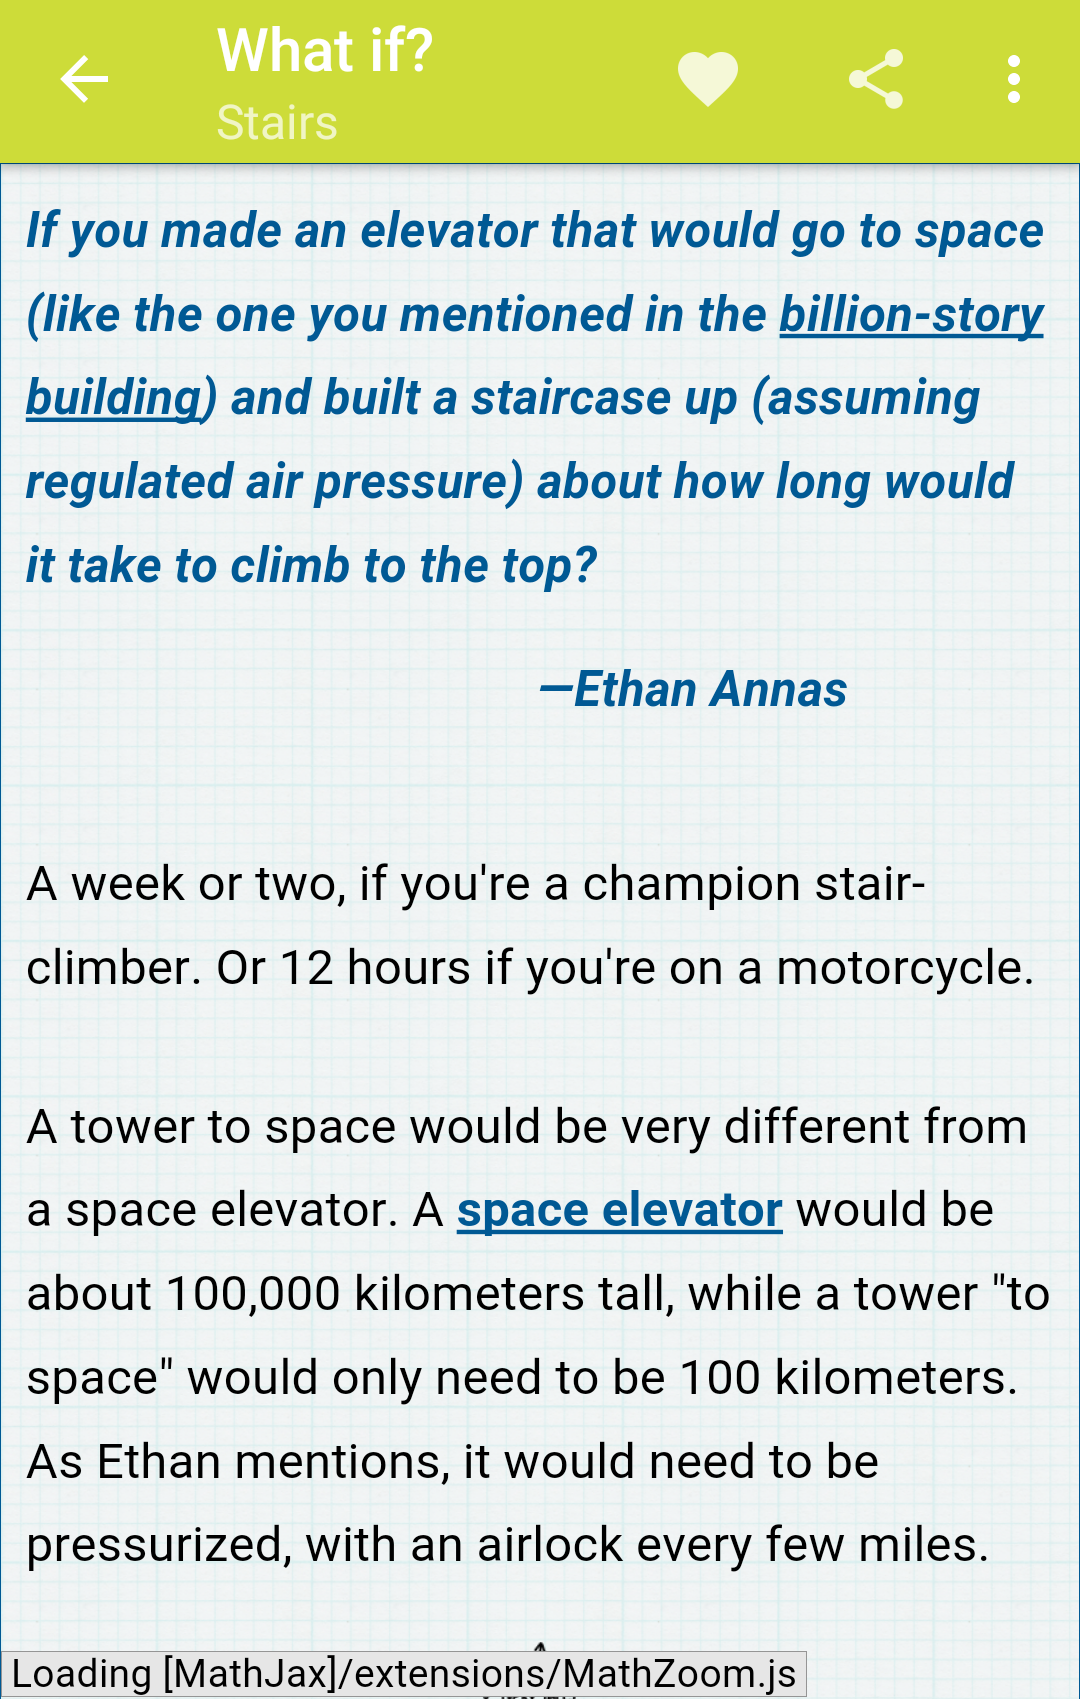 What if?
Stairs
If you made an elevator that would go to space
(like the one you mentioned in the billion-story
building) and built a staircase up (assuming
regulated air pressure) about how long would
it take to climb to the top?
—Ethan Annas
A week or two, if you're a champion stair-
climber. Or 12 hours if you're on a motorcycle.
A tower to space would be very different from
a space elevator. A space elevator would be
about 100,000 kilometers tall, while a tower "to
space" would only need to be 100 kilometers.
As Ethan mentions, it would need to be
pressurized, with an airlock every few miles.
Loading [MathJax]/extensions/MathZoom.js